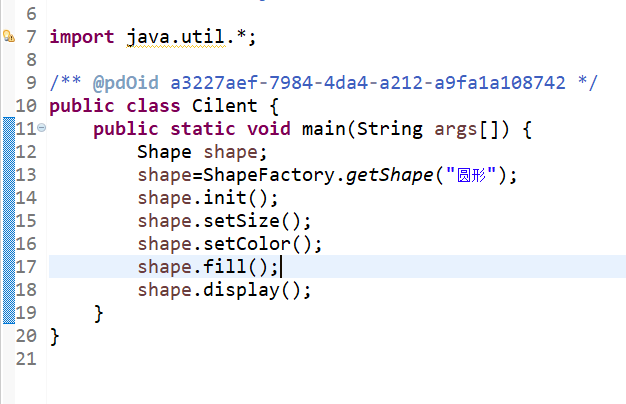 6
7 import java.util.*;
8
9 /** @pdOid a3227aef-7984-4da4-a212-a9fa1a108742 */
10 public class Cilent {
11 public static void main(String args[]) {
12 Shape shape;
13 shape=ShapeFactory.getShape("圆形");
14 shape.init();
15 shape.setSize();
16 shape.setColor();
17 shape.fill();
18 shape.display();
19 }
20 }
21